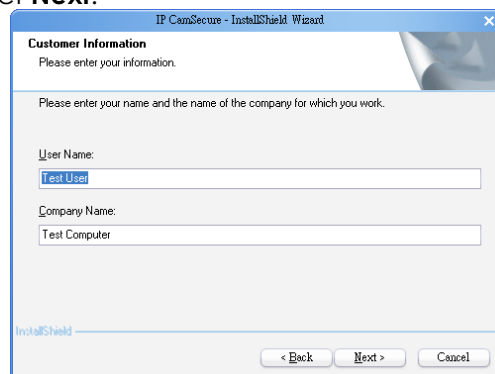 Next.
IP CamSecure - InstallShield Wizard
Customer Information
Please enter your information.
Please enter your name and the name of the company for which you work.
User Name:
Test User
Company Name:
Test Computer
InstallShield
< Back Next > Cancel